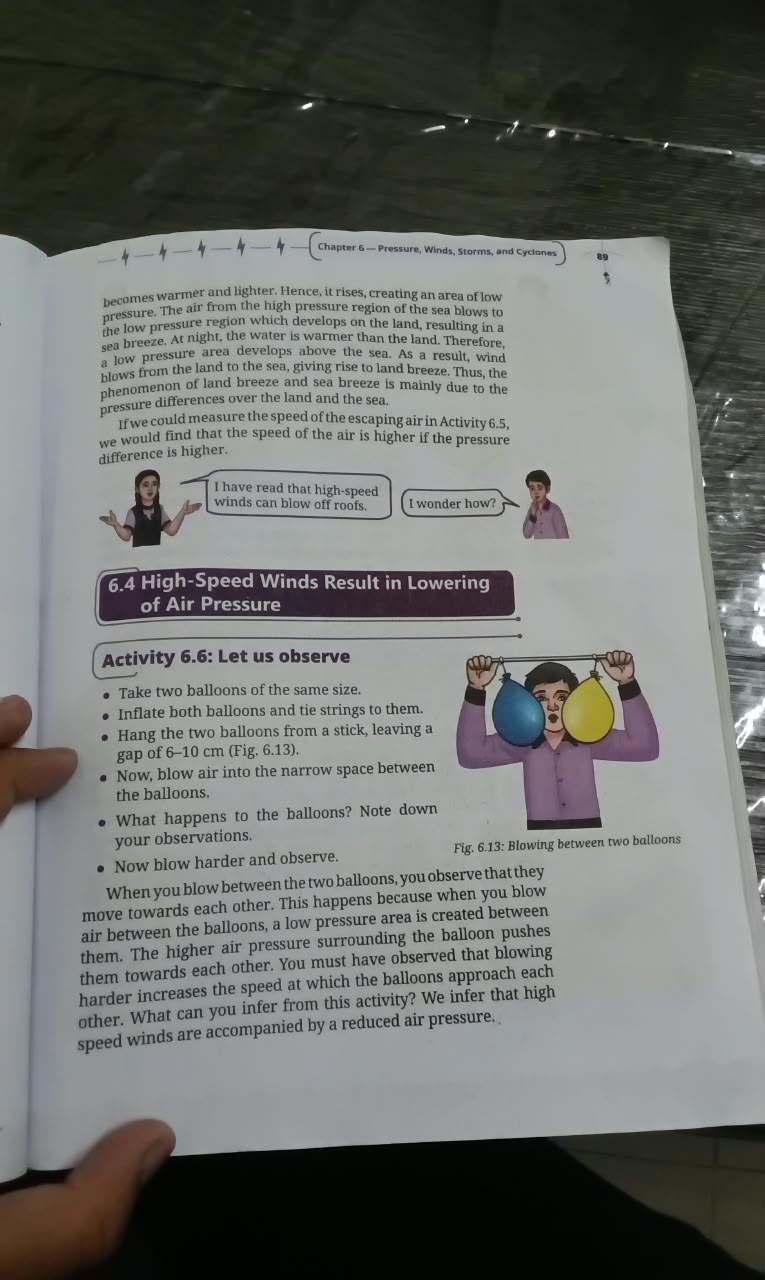 Chapter 6 — Pressure, Winds, Storms, and Cyclones
89
becomes warmer and lighter. Hence, it rises, creating an area of low
pressure. The air from the high pressure region of the sea blows to
the low pressure region which develops on the land, resulting in a
sea breeze. At night, the water is warmer than the land. Therefore,
a low pressure area develops above the sea. As a result, wind
blows from the land to the sea, giving rise to land breeze. Thus, the
phenomenon of land breeze and sea breeze is mainly due to the
pressure differences over the land and the sea.
If we could measure the speed of the escaping air in Activity 6.5,
we would find that the speed of the air is higher if the pressure
difference is higher.
I have read that high-speed
winds can blow off roofs.
I wonder how?
6.4 High-Speed Winds Result in Lowering
of Air Pressure
Activity 6.6: Let us observe
• Take two balloons of the same size.
• Inflate both balloons and tie strings to them.
• Hang the two balloons from a stick, leaving a
gap of 6–10 cm (Fig. 6.13).
• Now, blow air into the narrow space between
the balloons.
• What happens to the balloons? Note down
your observations.
• Now blow harder and observe.
Fig. 6.13: Blowing between two balloons
When you blow between the two balloons, you observe that they
move towards each other. This happens because when you blow
air between the balloons, a low pressure area is created between
them. The higher air pressure surrounding the balloon pushes
them towards each other. You must have observed that blowing
harder increases the speed at which the balloons approach each
other. What can you infer from this activity? We infer that high
speed winds are accompanied by a reduced air pressure.